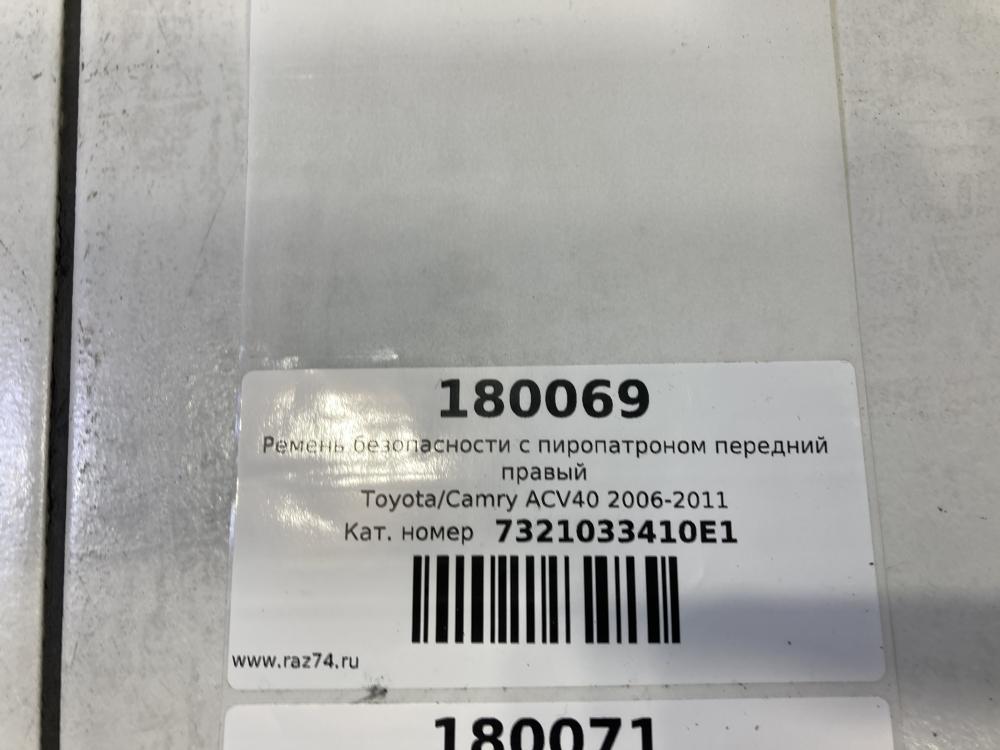 180069
Ремень безопасности с пиропатроном передний
правый
Toyota/Camry ACV40 2006-2011
Кат. номер 7321033410E1
www.raz74.ru
180071